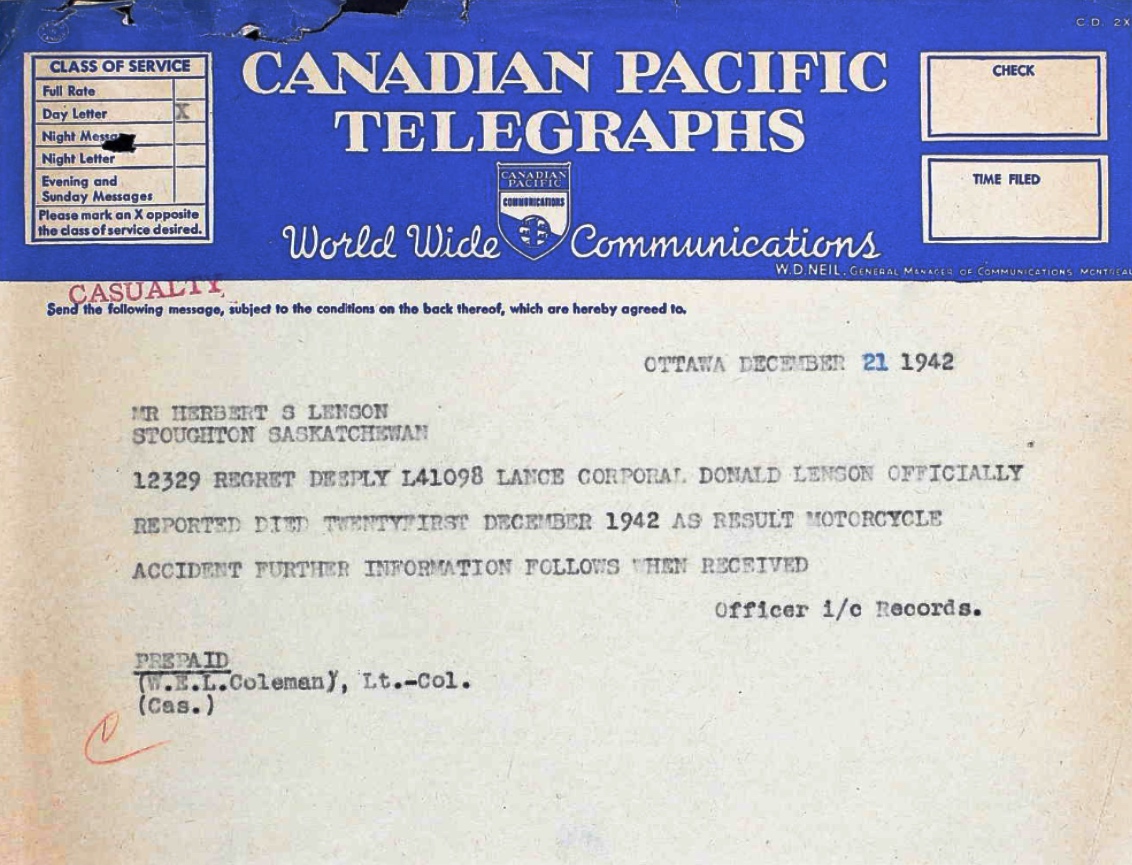 C.D. 2X
CLASS OF SERVICE
Full Rate
Day Letter X
Night
Night Letter
Evening and
Sunday Messages
Please mark an X opposite
the class of service desired.
CANADIAN PACIFIC
TELEGRAPHS
CANADIAN
PACIFIC
COMMUNICATIONS
World Wide Communications
CHECK
TIME FILED
W.D. NEIL, GENERAL MANAGER OF COMMUNICATIONS, MONTREAL
CASUALTY
Send the following message, subject to the conditions on the back thereof, which are hereby agreed to.
OTTAWA DECEMBER 21 1942
MR HERBERT S LENSON
STOUGHTON SASKATCHEWAN
12329 REGRET DEEPLY L41098 LANCE CORPORAL DONALD LENSON OFFICIALLY
REPORTED DIED TWENTYFIRST DECEMBER 1942 AS RESULT MOTORCYCLE
ACCIDENT FURTHER INFORMATION FOLLOWS WHEN RECEIVED
Officer i/c Records.
PREPAID
(W.E.L.Coleman), Lt.-Col.
(Cas.)
C